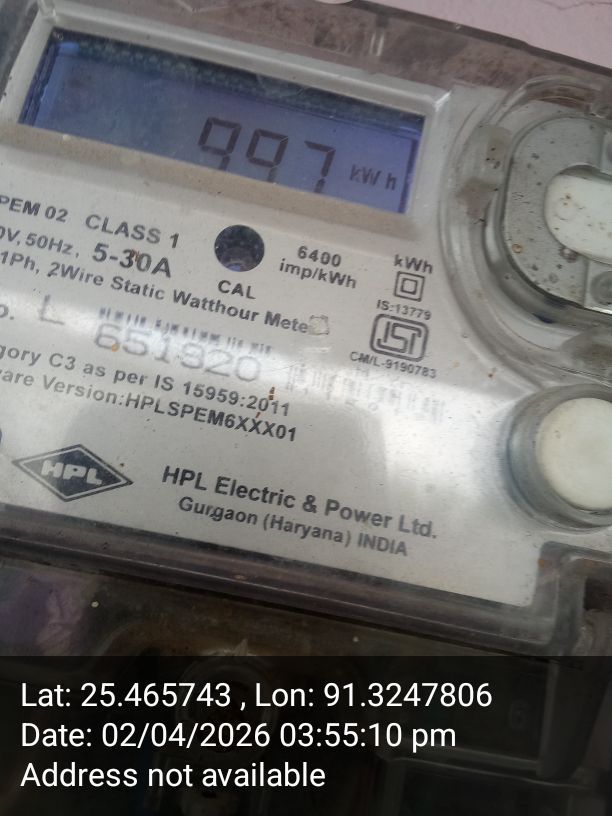 997 kWh
PEM 02 CLASS 1
0V, 50Hz, 5-30A
1Ph, 2Wire Static Watthour Meter
CAL
6400
imp/kWh
kWh
IS:13779
ISI
CM/L-9190783
o. L
651820
gory C3 as per IS 15959:2011
are Version:HPLSPEM6XXX01
HPL
HPL Electric & Power Ltd.
Gurgaon (Haryana) INDIA
Lat: 25.465743 , Lon: 91.3247806
Date: 02/04/2026 03:55:10 pm
Address not available